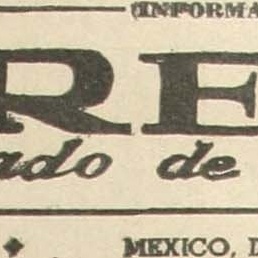 (INFORMA
RE
ado de
MEXICO, D